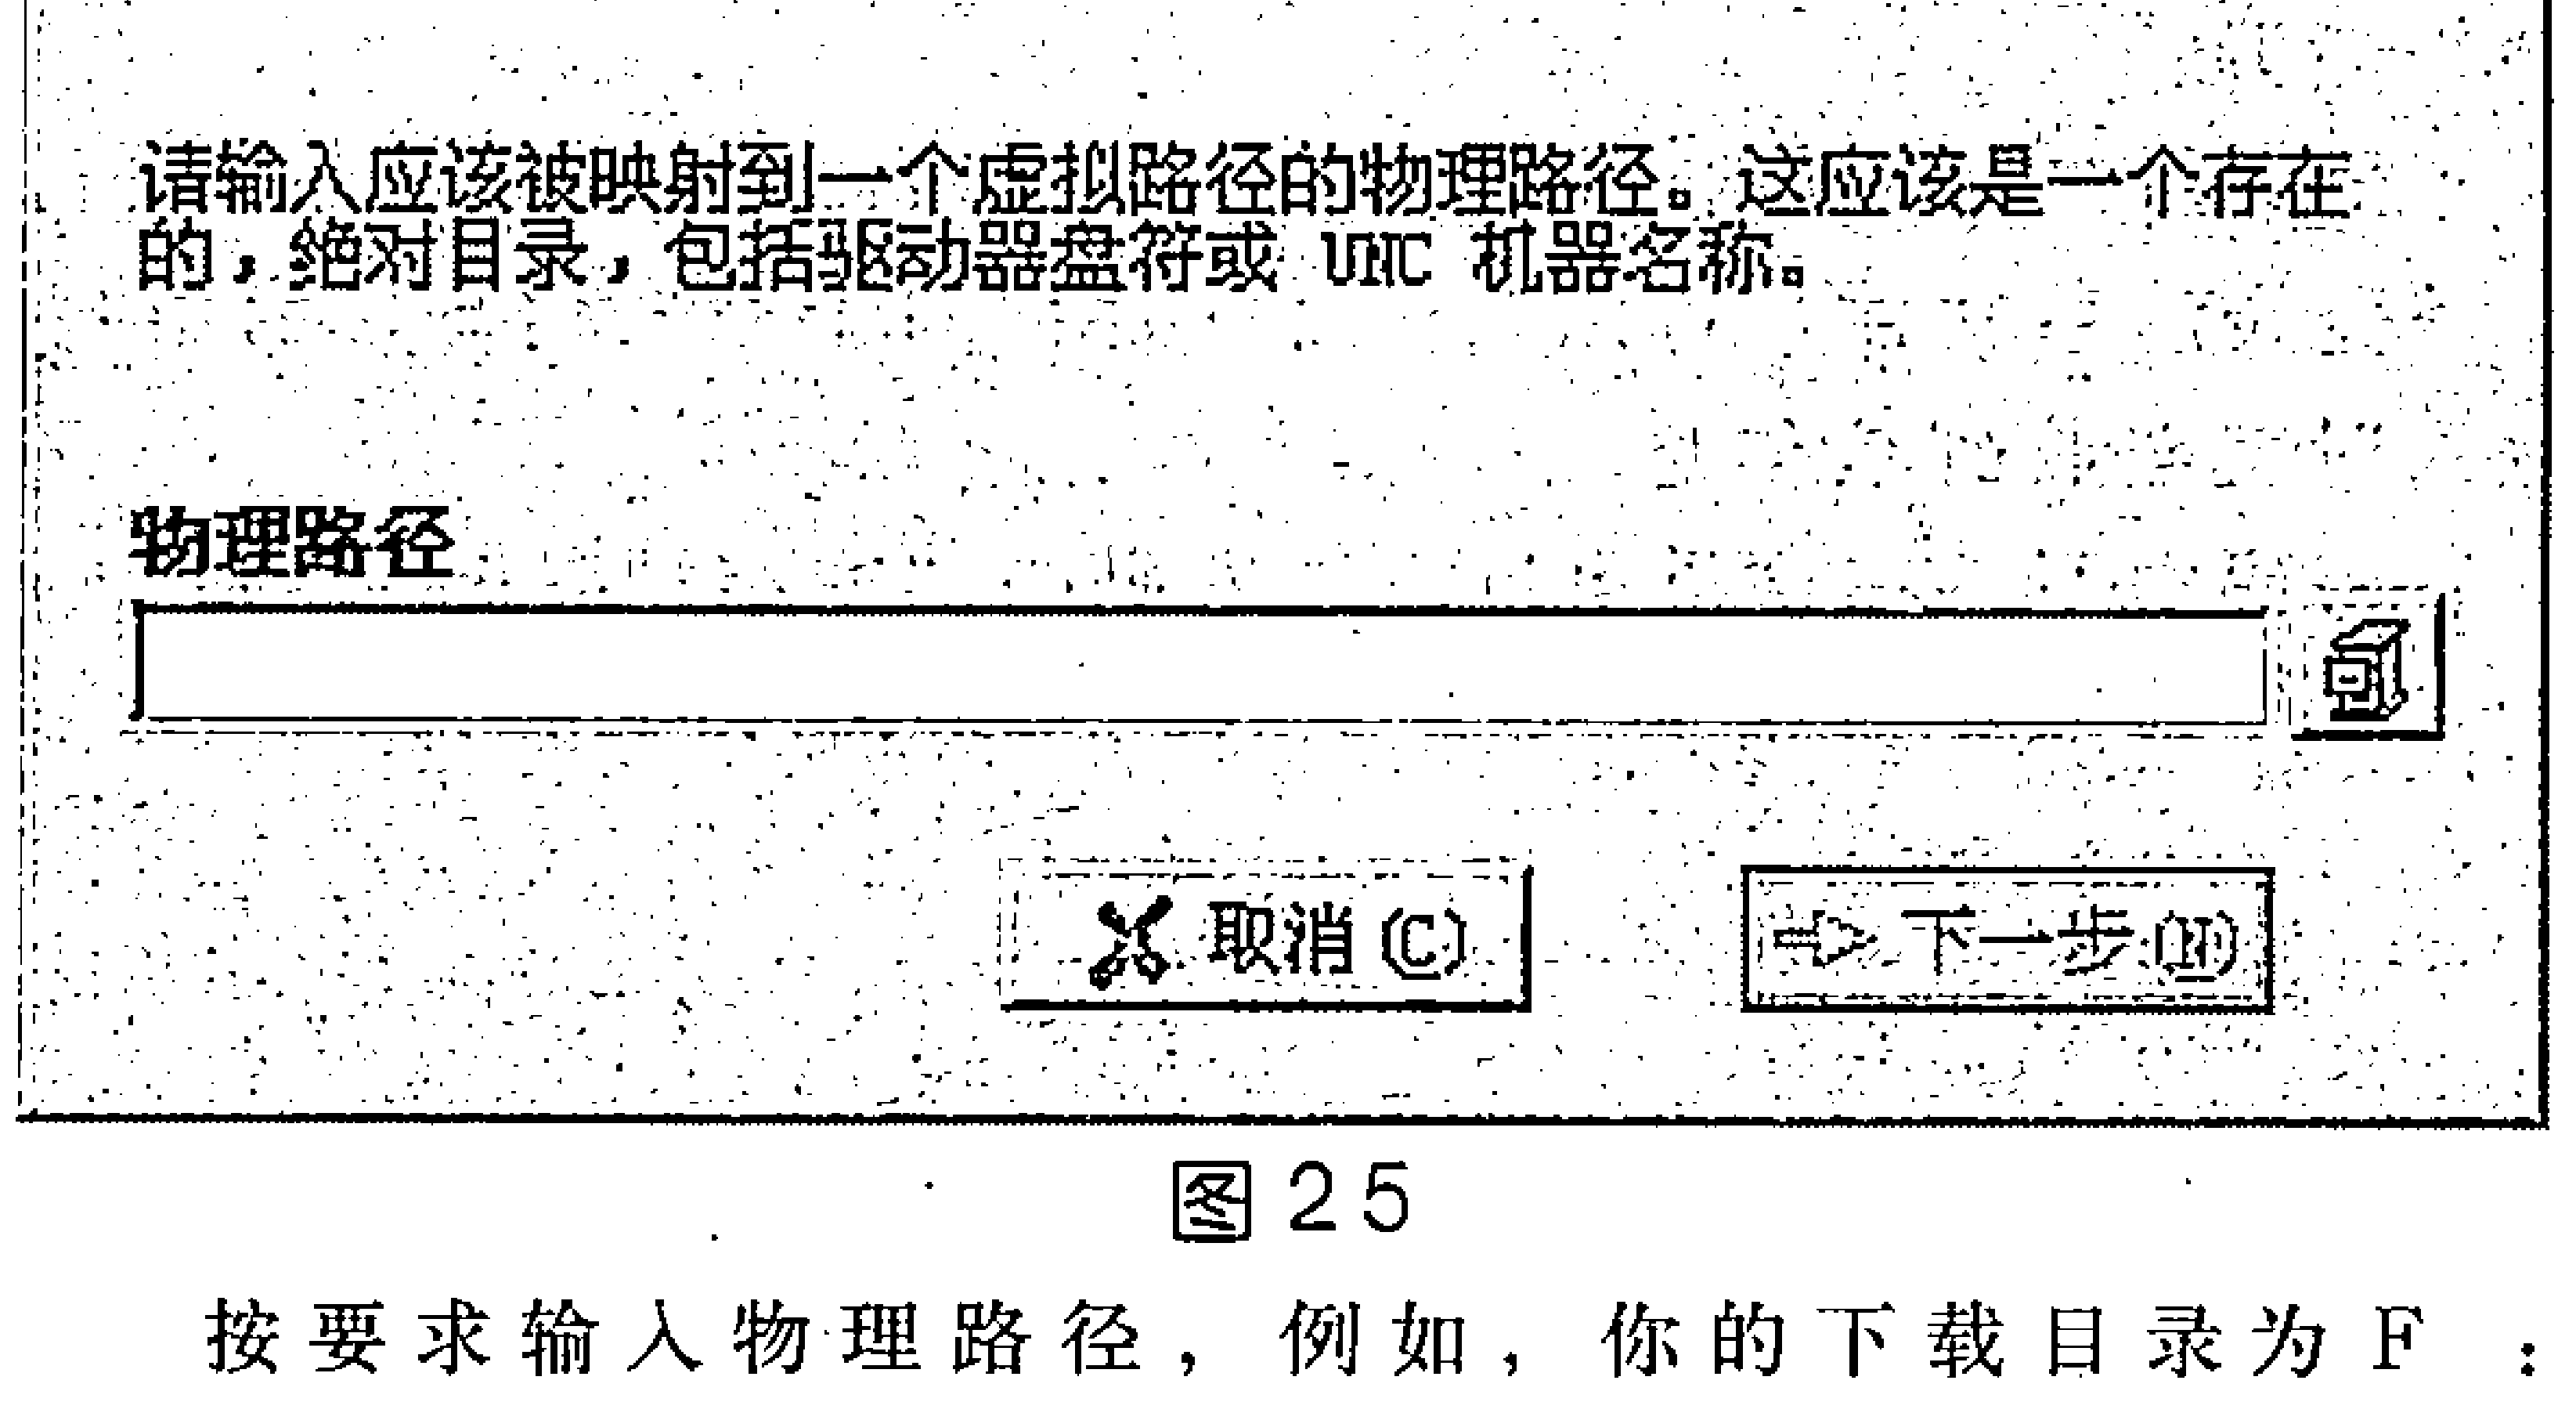 请输入应该被映射到一个虚拟路径的物理路径。这应该是一个存在
的，绝对目录，包括驱动器盘符或 UNC 机器名称。
物理路径
取消(C)
下一步(N)
图25
按要求输入物理路径，例如，你的下载目录为F：